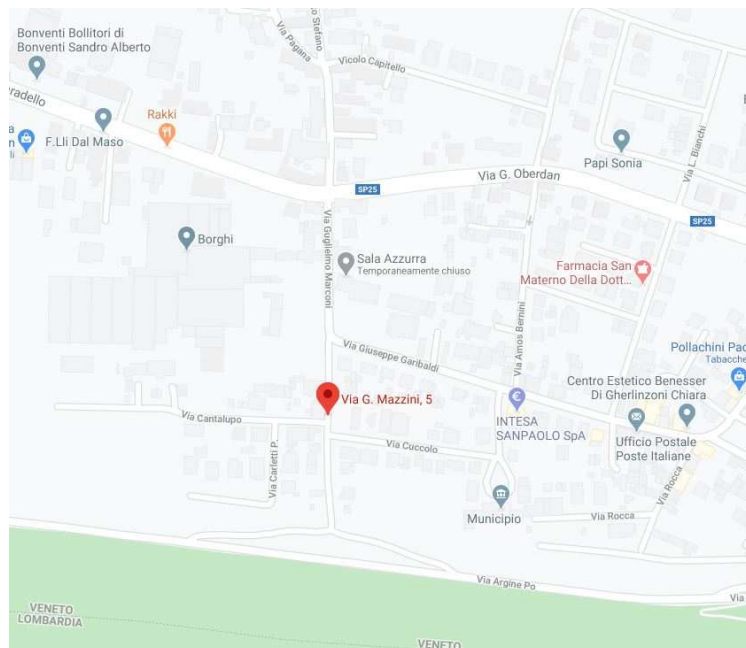 Bonventi Bollitori di
Bonventi Sandro Alberto
F.Lli Dal Maso
Rakki
Via Pagana
Stefano
Vicolo Capitello
Via G. Oberdan
SP25
Papi Sonia
Via L. Bianchi
SP25
Borghi
Via Guglielmo Marconi
Sala Azzurra
Temporaneamente chiuso
Farmacia San
Materno Della Dott...
Via Amos Bernini
Via Giuseppe Garibaldi
Pollachini Pao
Tabacche
Centro Estetico Benesser
Di Gherlinzoni Chiara
Via G. Mazzini, 5
INTESA
SANPAOLO SpA
Ufficio Postale
Poste Italiane
Via Cantalupo
Via Carletti P.
Via Cuccolo
Via Rocca
Municipio
Via Rocca
Via Argine Po
Via
VENETO
LOMBARDIA
VENETO